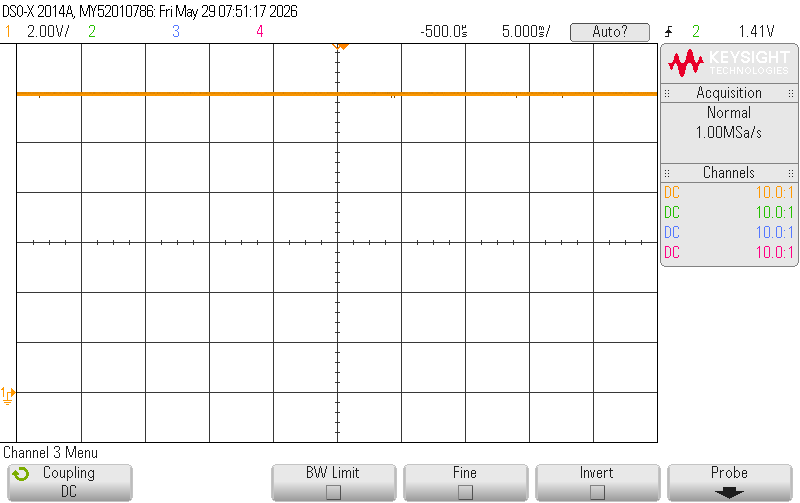 DSO-X 2014A, MY52010786: Fri May 29 07:51:17 2026
1 2.00V/ 2 3 4 -500.0µs 5.000ms/ Auto? 2 1.41V
KEYSIGHT
TECHNOLOGIES
Acquisition
Normal
1.00MSa/s
Channels
DC 10.0:1
DC 10.0:1
DC 10.0:1
DC 10.0:1
1
Channel 3 Menu
Coupling
DC
BW Limit
Fine
Invert
Probe